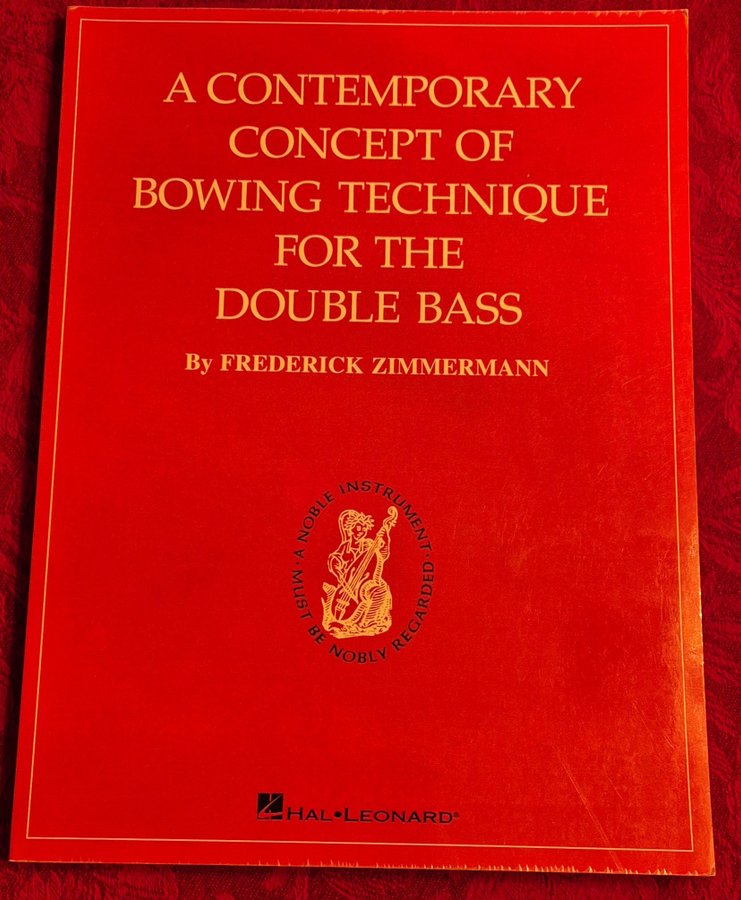 A CONTEMPORARY
CONCEPT OF
BOWING TECHNIQUE
FOR THE
DOUBLE BASS
By FREDERICK ZIMMERMANN
· A NOBLE INSTRUMENT · MUST BE NOBLY REGARDED
HAL•LEONARD®